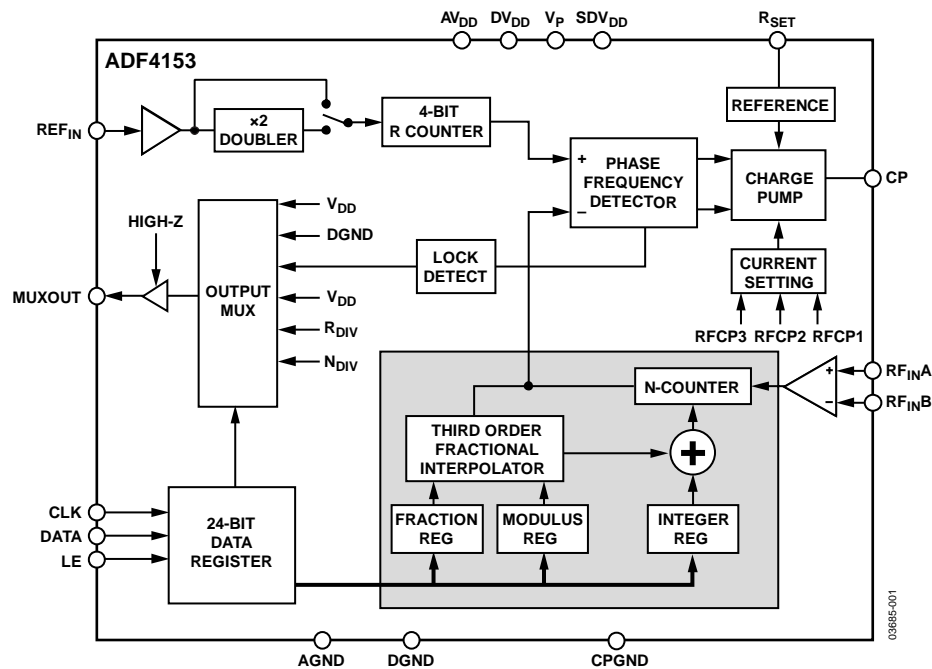 AVDD DVDD VP SDVDD RSET
ADF4153
REFIN
×2
DOUBLER
4-BIT
R COUNTER
REFERENCE
+
−
PHASE
FREQUENCY
DETECTOR
CHARGE
PUMP
CP
HIGH-Z
MUXOUT
OUTPUT
MUX
VDD
DGND
VDD
RDIV
NDIV
LOCK
DETECT
CURRENT
SETTING
RFCP3 RFCP2 RFCP1
N-COUNTER
+
−
RFINA
RFINB
THIRD ORDER
FRACTIONAL
INTERPOLATOR
+
FRACTION
REG
MODULUS
REG
INTEGER
REG
CLK
DATA
LE
24-BIT
DATA
REGISTER
AGND DGND CPGND
03685-001